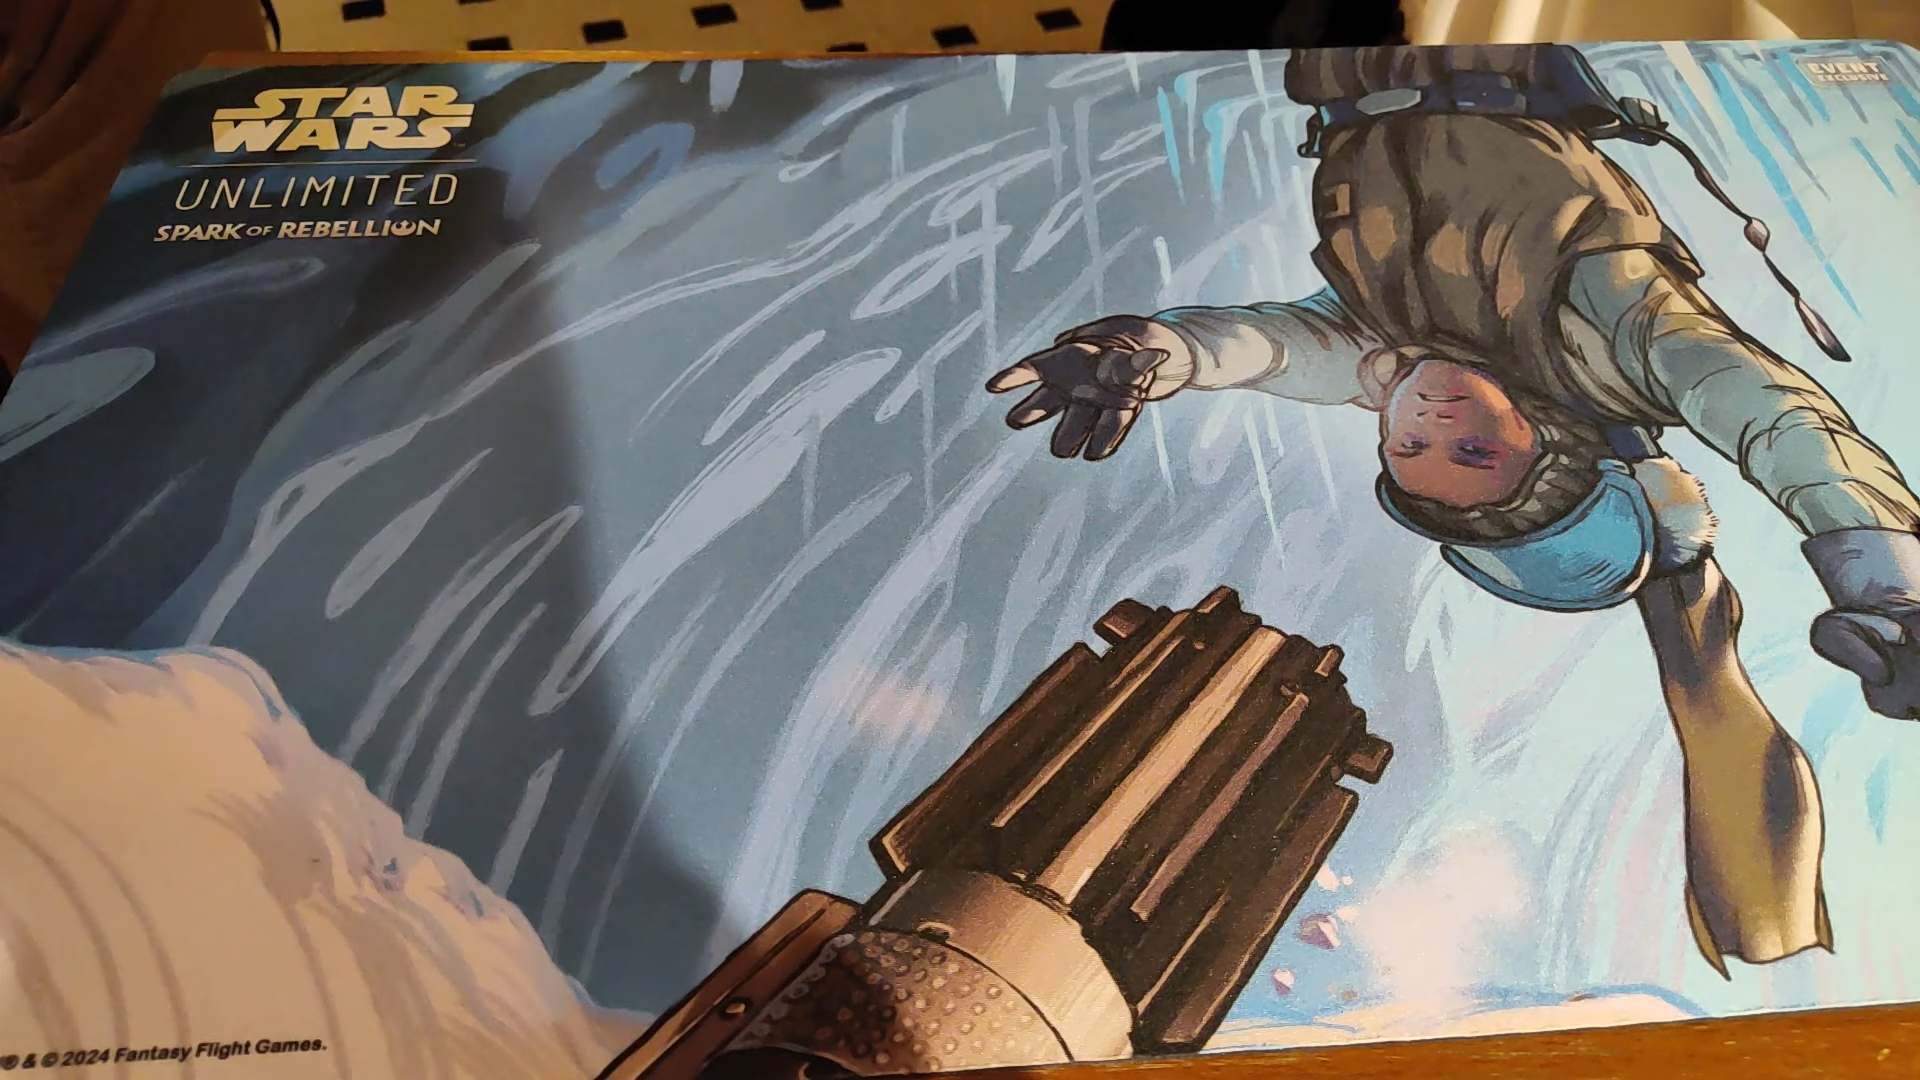 STAR
WARS
UNLIMITED
SPARK OF REBELLION
EVENT
EXCLUSIVE
® & © 2024 Fantasy Flight Games.